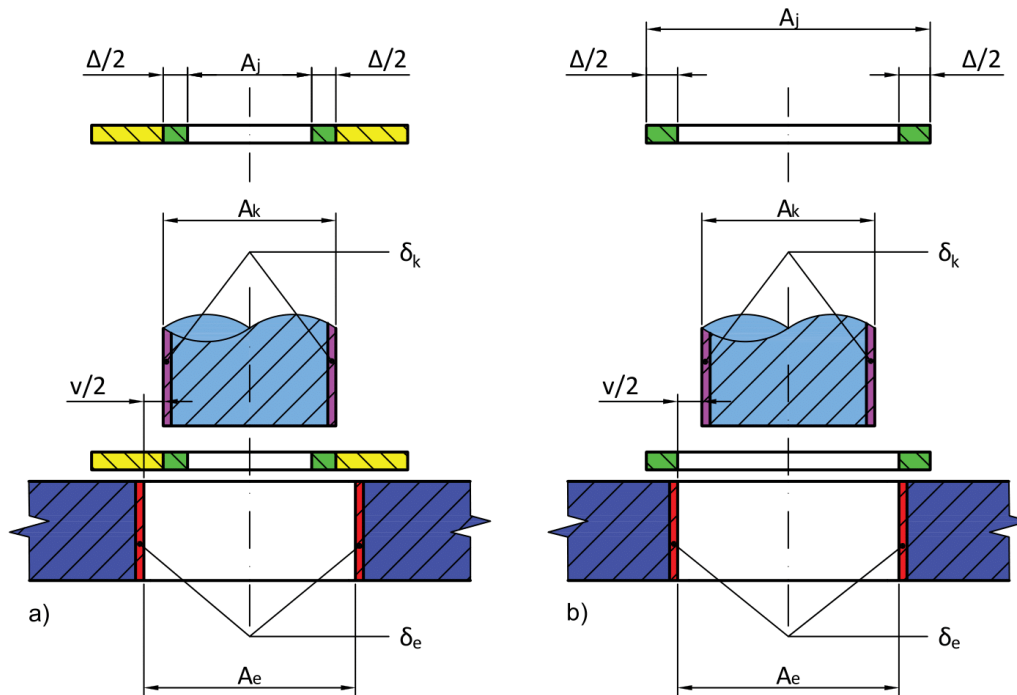 Aⱼ
Δ/2 Aⱼ Δ/2
Δ/2 Δ/2
Aₖ Aₖ
δₖ δₖ
v/2 v/2
a) b)
δₑ δₑ
Aₑ Aₑ